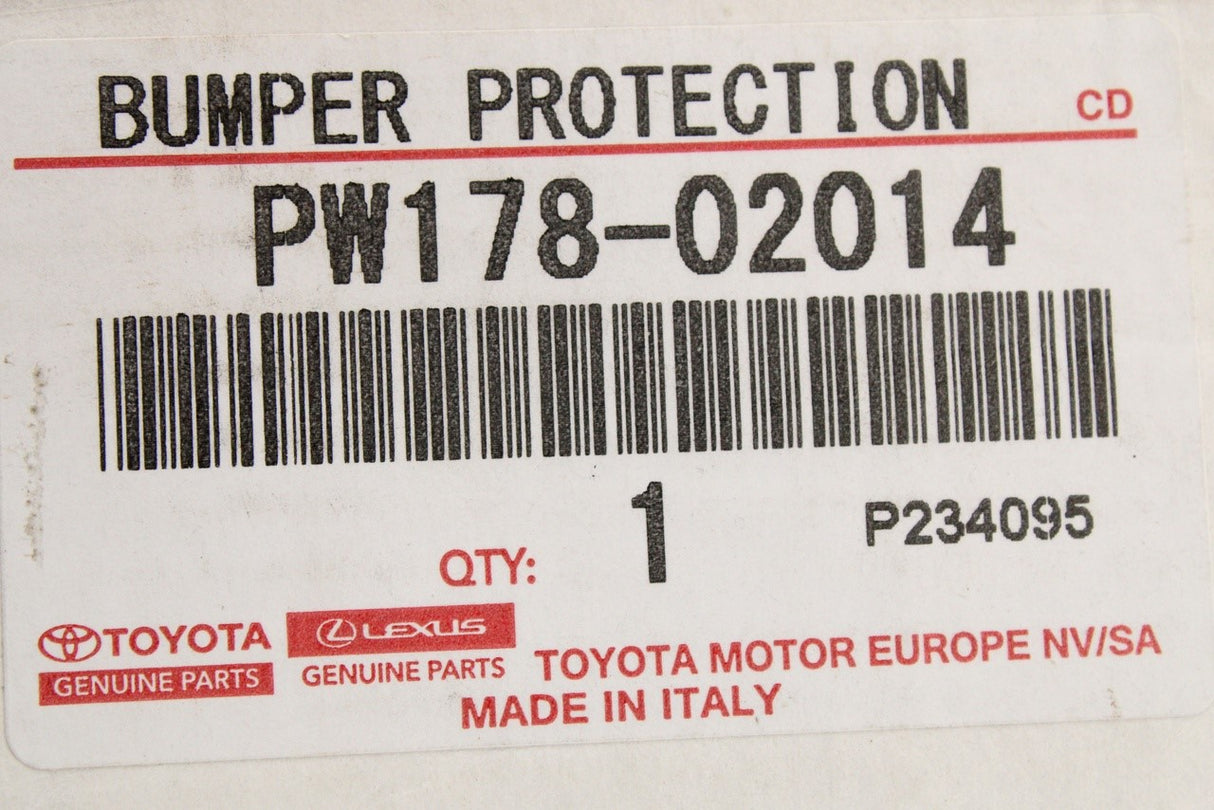 BUMPER PROTECTION CD
PW178-02014
1 P234095
QTY:
TOYOTA LEXUS
GENUINE PARTS GENUINE PARTS TOYOTA MOTOR EUROPE NV/SA
MADE IN ITALY